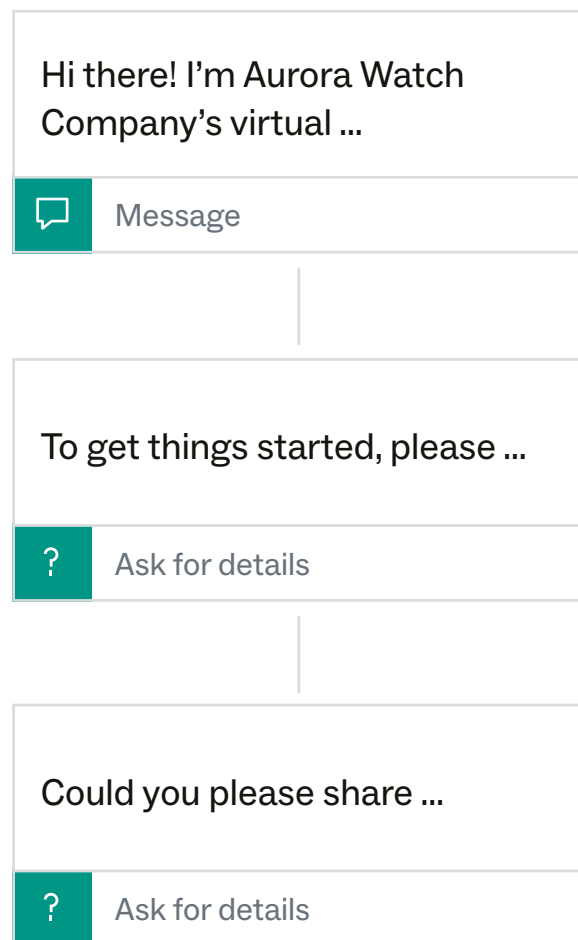 Hi there! I’m Aurora Watch
Company’s virtual ...
Message
To get things started, please ...
?
Ask for details
Could you please share ...
?
Ask for details